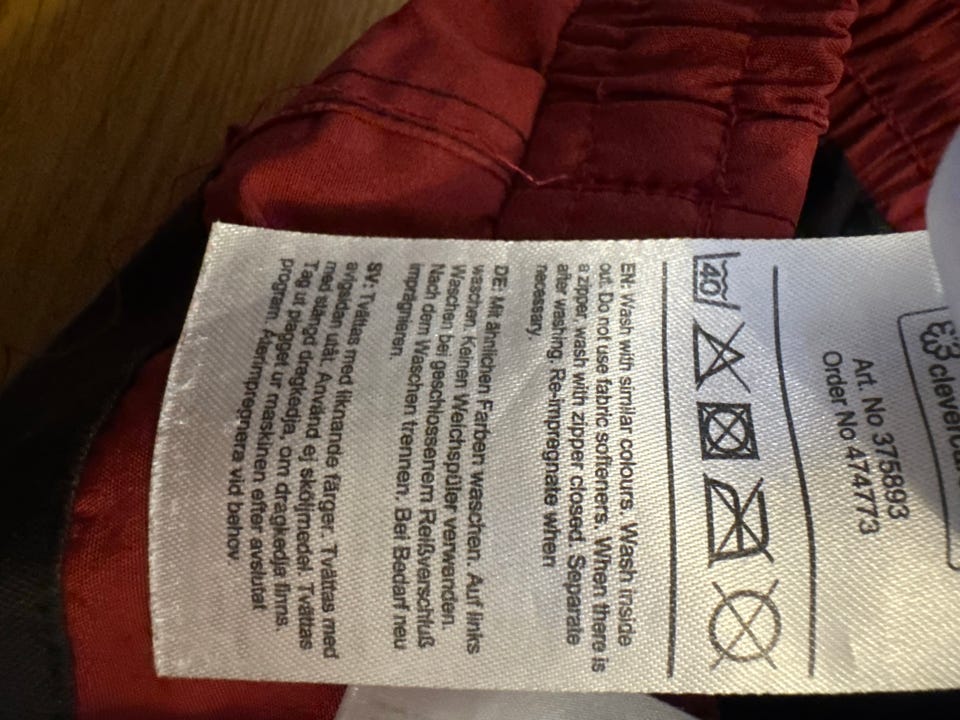 cleverca
Art. No 375893
Order No 474773
40
EN: Wash with similar colours. Wash inside
out. Do not use fabric softeners. When there is
a zipper, wash with zipper closed. Separate
after washing. Re-impregnate when
necessary.
DE: Mit ähnlichen Farben waschen. Auf links
waschen. Keinen Weichspüler verwenden.
Waschen bei geschlossenem Reißverschluß
Nach dem Waschen trennen. Bei Bedarf neu
imprägnieren.
SV: Tvättas med liknande färger. Tvättas med
avigsidan utåt. Använd ej sköljmedel. Tvättas
med stängd dragkedja, om dragkedja finns.
Tag ut plagget ur maskinen efter avslutat
program. Återimpregnera vid behov.